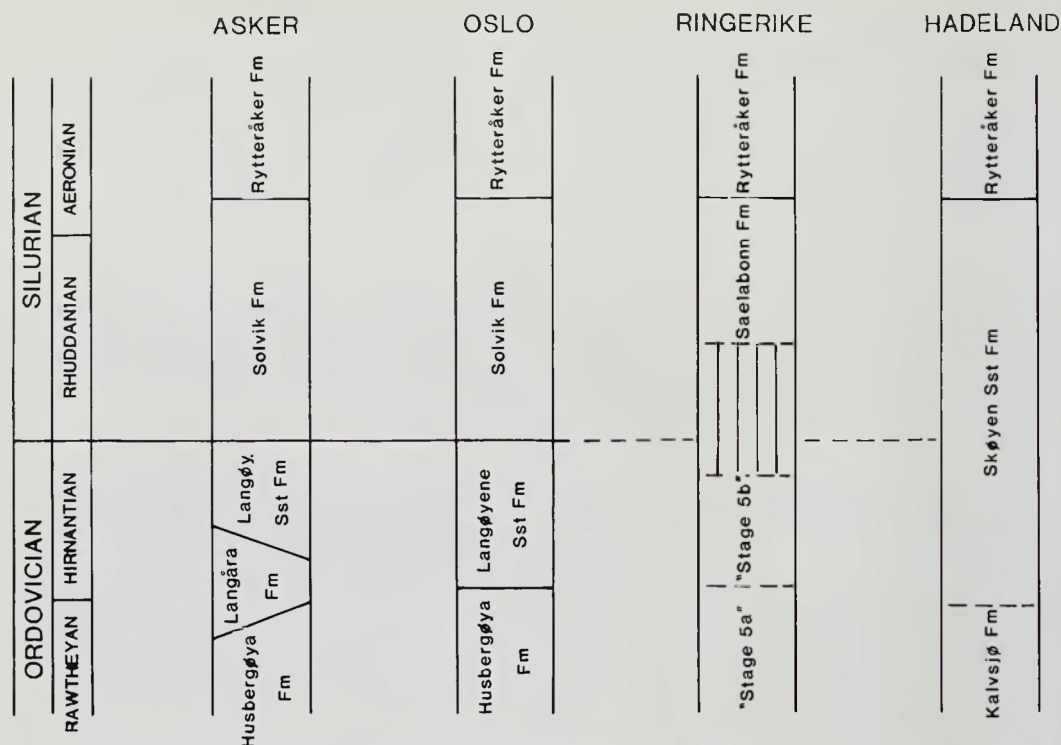 ASKER
OSLO
RINGERIKE
HADELAND
SILURIAN
AERONIAN
RHUDDANIAN
ORDOVICIAN
HIRNANTIAN
RAWTHEYAN
Rytteråker Fm
Solvik Fm
Langøy.
Sst Fm
Langåra
Fm
Husbergøya
Fm
Rytteråker Fm
Solvik Fm
Langøyene
Sst Fm
Husbergøya
Fm
Rytteråker Fm
Saelabonn Fm
"Stage 5b"
"Stage 5a"
Rytteråker Fm
Skøyen Sst Fm
Kalvsjø Fm